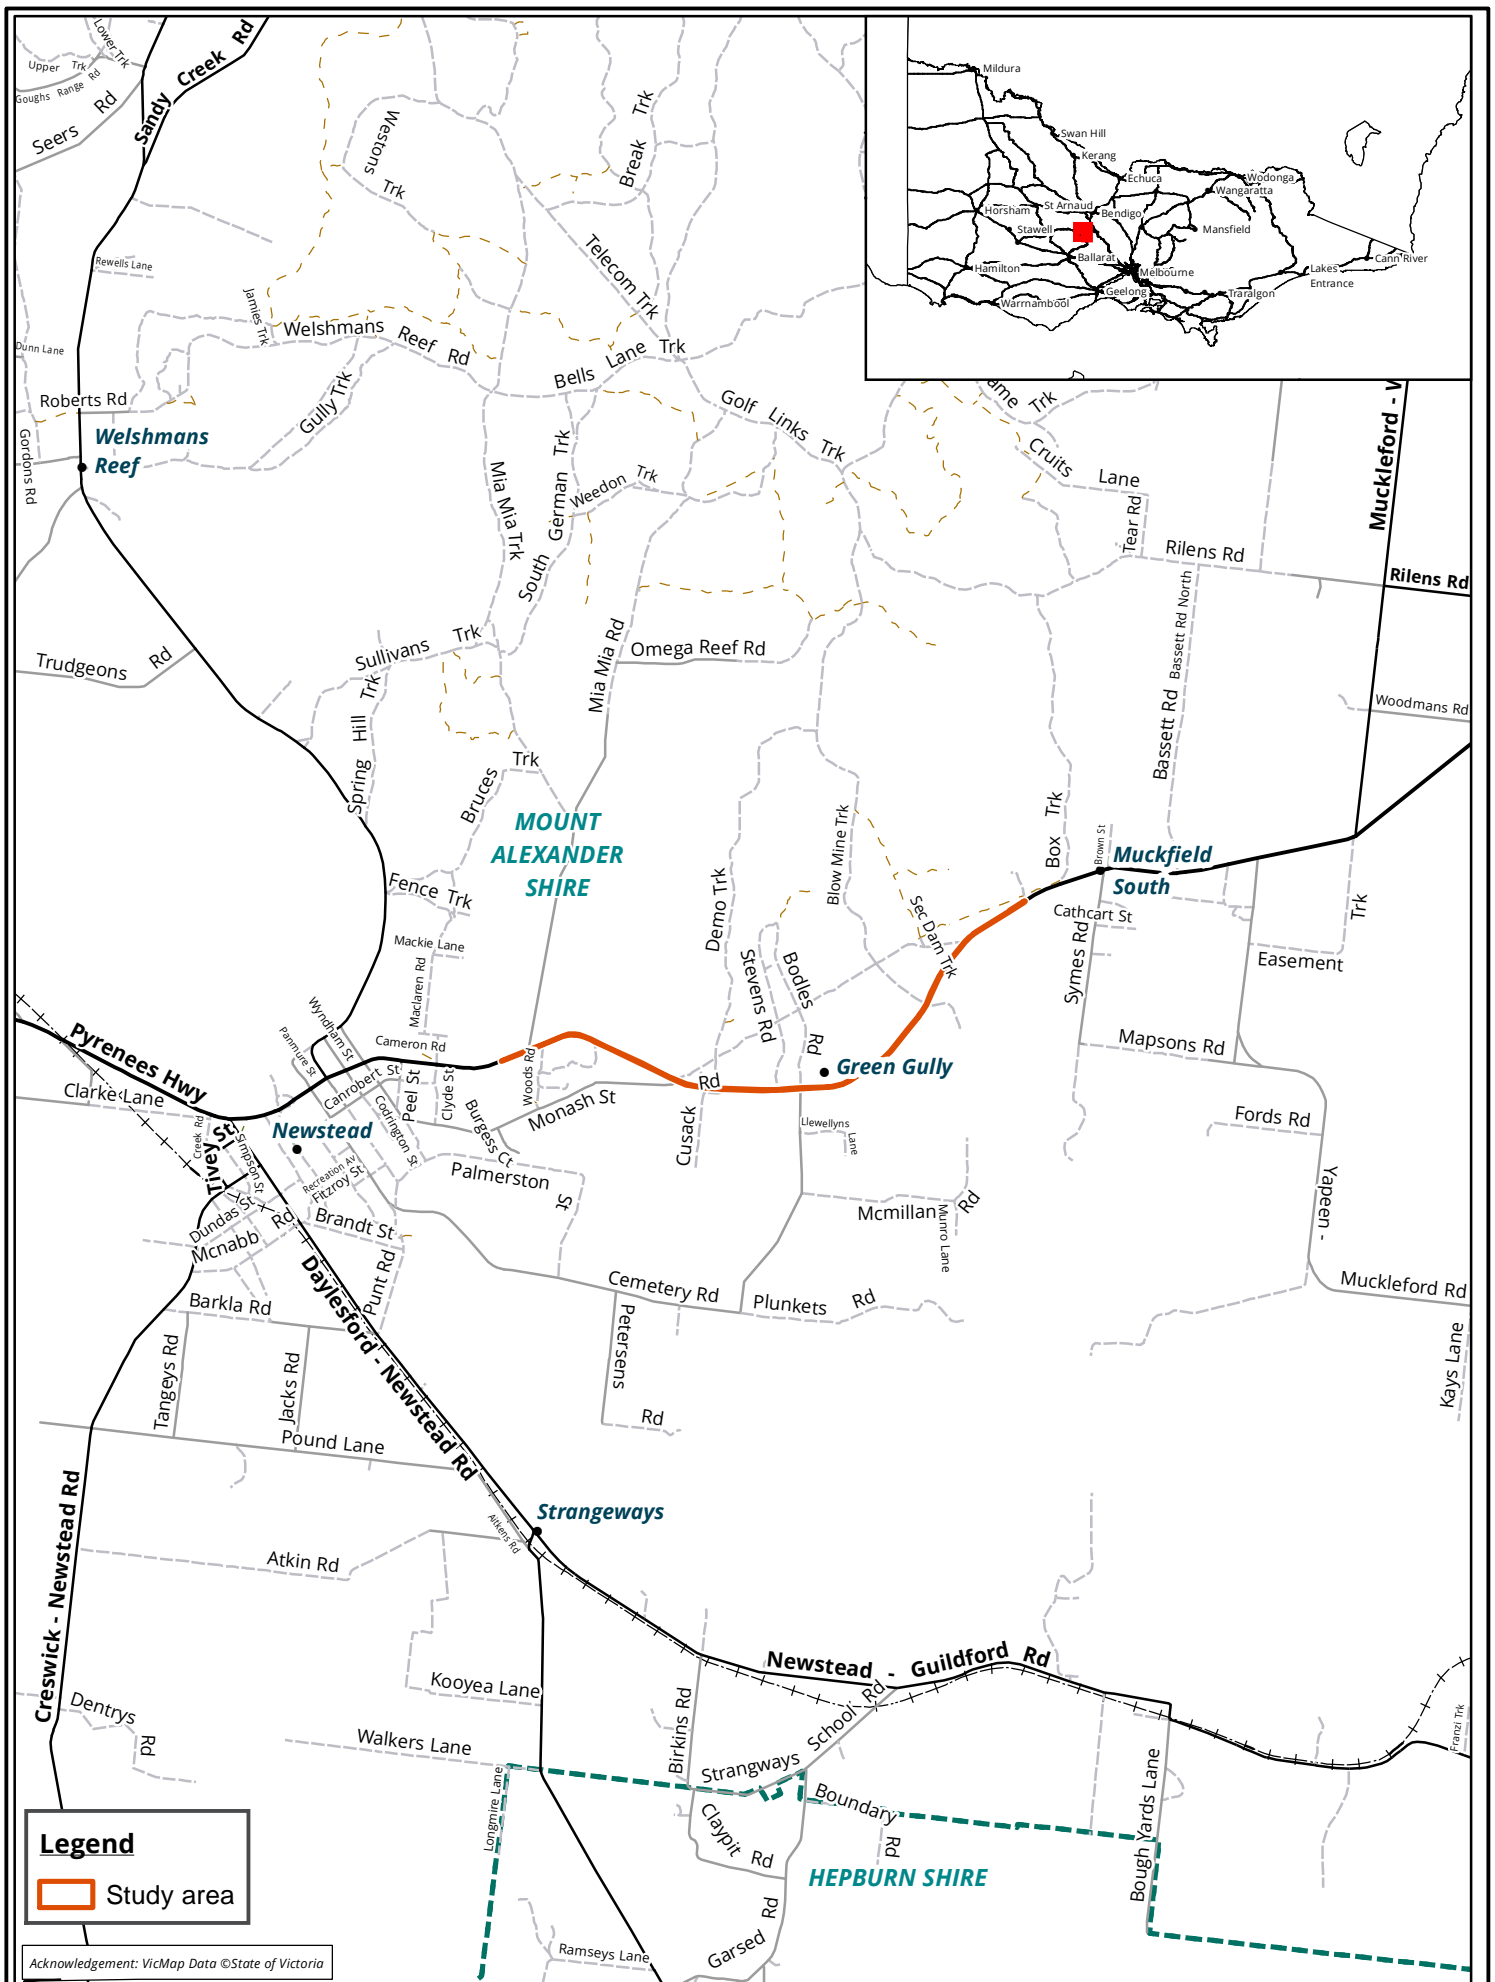 Lower Trk
Upper Trk
Goughs Range Rd
Seers Rd
Sandy Creek Rd
Westons Trk
Break Trk
Telecom Trk
Rewells Lane
Jamies Trk
Dunn Lane
Welshmans Reef Rd
Bells Lane Trk
Roberts Rd
Gully Trk
Golf Links Trk
Welshmans
Reef
Gordons Rd
Mildura
Swan Hill
Kerang
Echuca
Wodonga
Wangaratta
Horsham
St Arnaud
Bendigo
Stawell
Mansfield
Ballarat
Hamilton
Melbourne
Cann River
Lakes
Entrance
Geelong
Traralgon
Warrnambool
ame Trk
Cruits Lane
Muckleford - W
Tear Rd
Rilens Rd
Rilens Rd
Mia Mia Trk
South German Trk
Weedon Trk
Bassett Rd North
Bassett Rd
Trudgeons Rd
Sullivans Trk
Spring Hill Trk
Mia Mia Rd
Omega Reef Rd
Woodmans Rd
Bruces Trk
MOUNT
ALEXANDER
SHIRE
Blow Mine Trk
Box Trk
Brown St
Muckfield
South
Fence Trk
Demo Trk
Sec Dam Trk
Cathcart St
Trk
Easement
Mackie Lane
Maclaren Rd
Stevens Rd
Bodles Rd
Symes Rd
Mapsons Rd
Pyrenees Hwy
Wyndham St
Panmure St
Cameron Rd
Clarke Lane
Canrobert St
Peel St
Clyde St
Woods Rd
Rd
Green Gully
Codrington St
Burgess Ct
Monash St
Cusack
Llewellyns Lane
Fords Rd
Newstead
Creek Rd
Tivey St
Simpson St
Recreation Av
Fitzroy St
Palmerston St
Dundas St
Mcnabb Rd
Brandt St
Mcmillan Rd
Munro Lane
Yapeen -
Muckleford Rd
Punt Rd
Barkla Rd
Daylesford - Newstead Rd
Cemetery Rd
Plunkets Rd
Petersens Rd
Kays Lane
Tangeys Rd
Jacks Rd
Pound Lane
Strangeways
Aitkens Rd
Atkin Rd
Creswick - Newstead Rd
Newstead - Guildford Rd
Kooyea Lane
Dentrys Rd
Walkers Lane
Birkins Rd
School Rd
Strangways
Franzi Trk
Longmire Lane
Boundary Rd
Bough Yards Lane
Claypit Rd
HEPBURN SHIRE
Garsed Rd
Ramseys Lane
Legend
Study area
Acknowledgement: VicMap Data ©State of Victoria